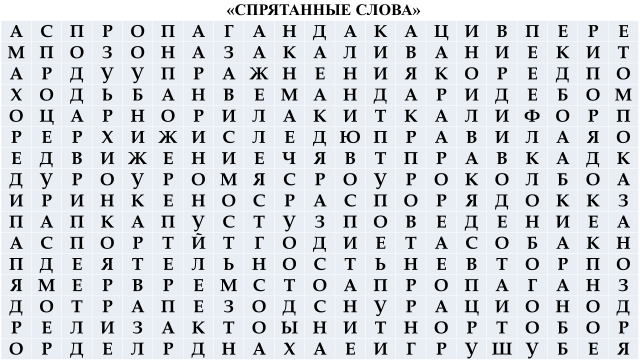 «СПРЯТАННЫЕ СЛОВА»
А С П Р О П А Г А Н Д А К А Ц И В П Е Р Е
М П О З О Н А З А К А Л И В А Н И Е К И Т
А Р Д У У П Р А Ж Н Е Н И Я К О Р Е Д П О
Х О Д Ь Б А Н В Е М А Н Д А Р И Д Е Б О М
О Ц А Р Н О Р И Л А К И Т К А Л И Ф О Р П
Р Е Р Х И Ж И С Л Е Д Ю П Р А В И Л А Я О
Е Д В И Ж Е Н И Е Ч Я В Т П Р А В К А Д К
Д У Р О У Р О М Я С Р О У Р О К О Л Б О А
И Р И Н К Е Н О С Р А С П О Р Я Д О К К З
П А П К А П У С Т У З П О В Е Д Е Н И Е А
А С П О Р Т Й Т Г О Д И Е Т А С О Б А К Н
П Д Е Я Т Е Л Ь Н О С Т Ь Н Е В Т О Р П О
Я М Е Р В Р Е М С Т О А П Р О П А Г А Н З
Д О Т Р А П Е З О Д С Н У Р А Ц И О Н О Д
Р Е Л И З А К Т О Ы Н И Т Н О Р Т О Б О Р
О Р Д Е Л Р Д Н А Х А Е И Г Р У Ш У Б Е Я